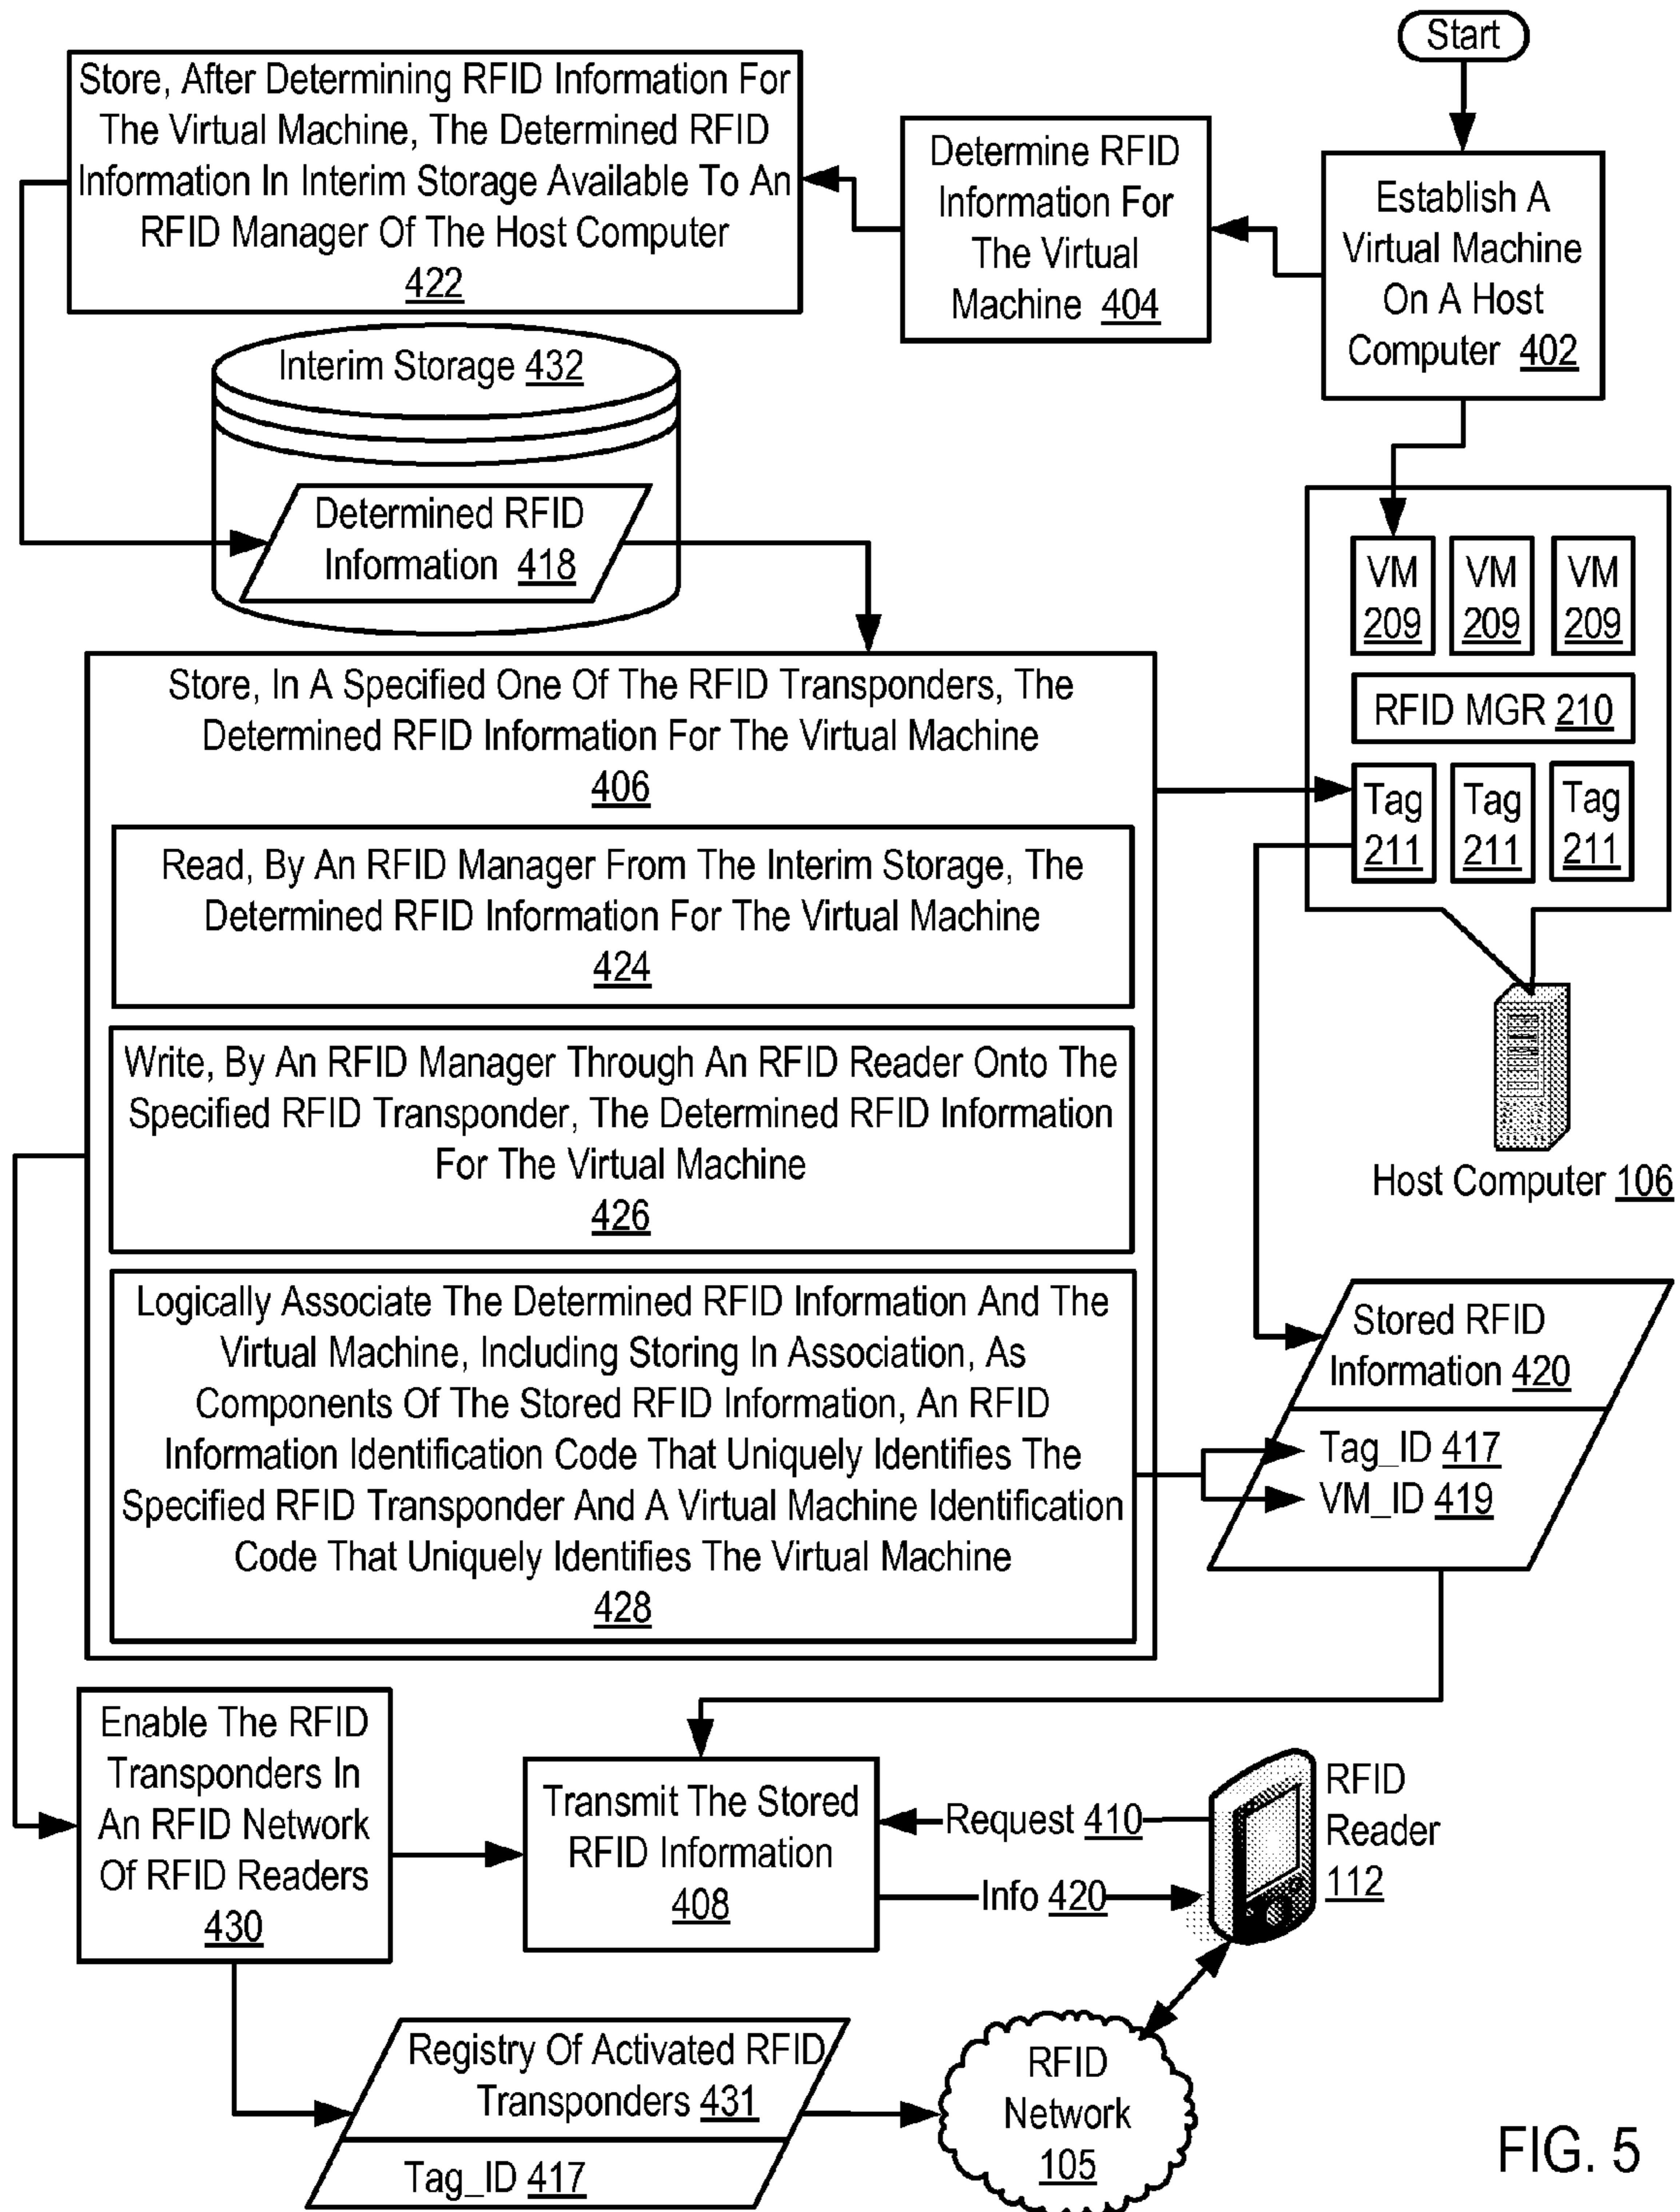 Start
Store, After Determining RFID Information For
The Virtual Machine, The Determined RFID
Information In Interim Storage Available To An
RFID Manager Of The Host Computer
422
Determine RFID
Information For
The Virtual
Machine 404
Establish A
Virtual Machine
On A Host
Computer 402
Interim Storage 432
Determined RFID
Information 418
VM
209
VM
209
VM
209
RFID MGR 210
Tag
211
Tag
211
Tag
211
Host Computer 106
Store, In A Specified One Of The RFID Transponders, The
Determined RFID Information For The Virtual Machine
406
Read, By An RFID Manager From The Interim Storage, The
Determined RFID Information For The Virtual Machine
424
Write, By An RFID Manager Through An RFID Reader Onto The
Specified RFID Transponder, The Determined RFID Information
For The Virtual Machine
426
Logically Associate The Determined RFID Information And The
Virtual Machine, Including Storing In Association, As
Components Of The Stored RFID Information, An RFID
Information Identification Code That Uniquely Identifies The
Specified RFID Transponder And A Virtual Machine Identification
Code That Uniquely Identifies The Virtual Machine
428
Stored RFID
Information 420
Tag_ID 417
VM_ID 419
Enable The RFID
Transponders In
An RFID Network
Of RFID Readers
430
Transmit The Stored
RFID Information
408
Request 410
Info 420
RFID
Reader
112
Registry Of Activated RFID
Transponders 431
Tag_ID 417
RFID
Network
105
FIG. 5